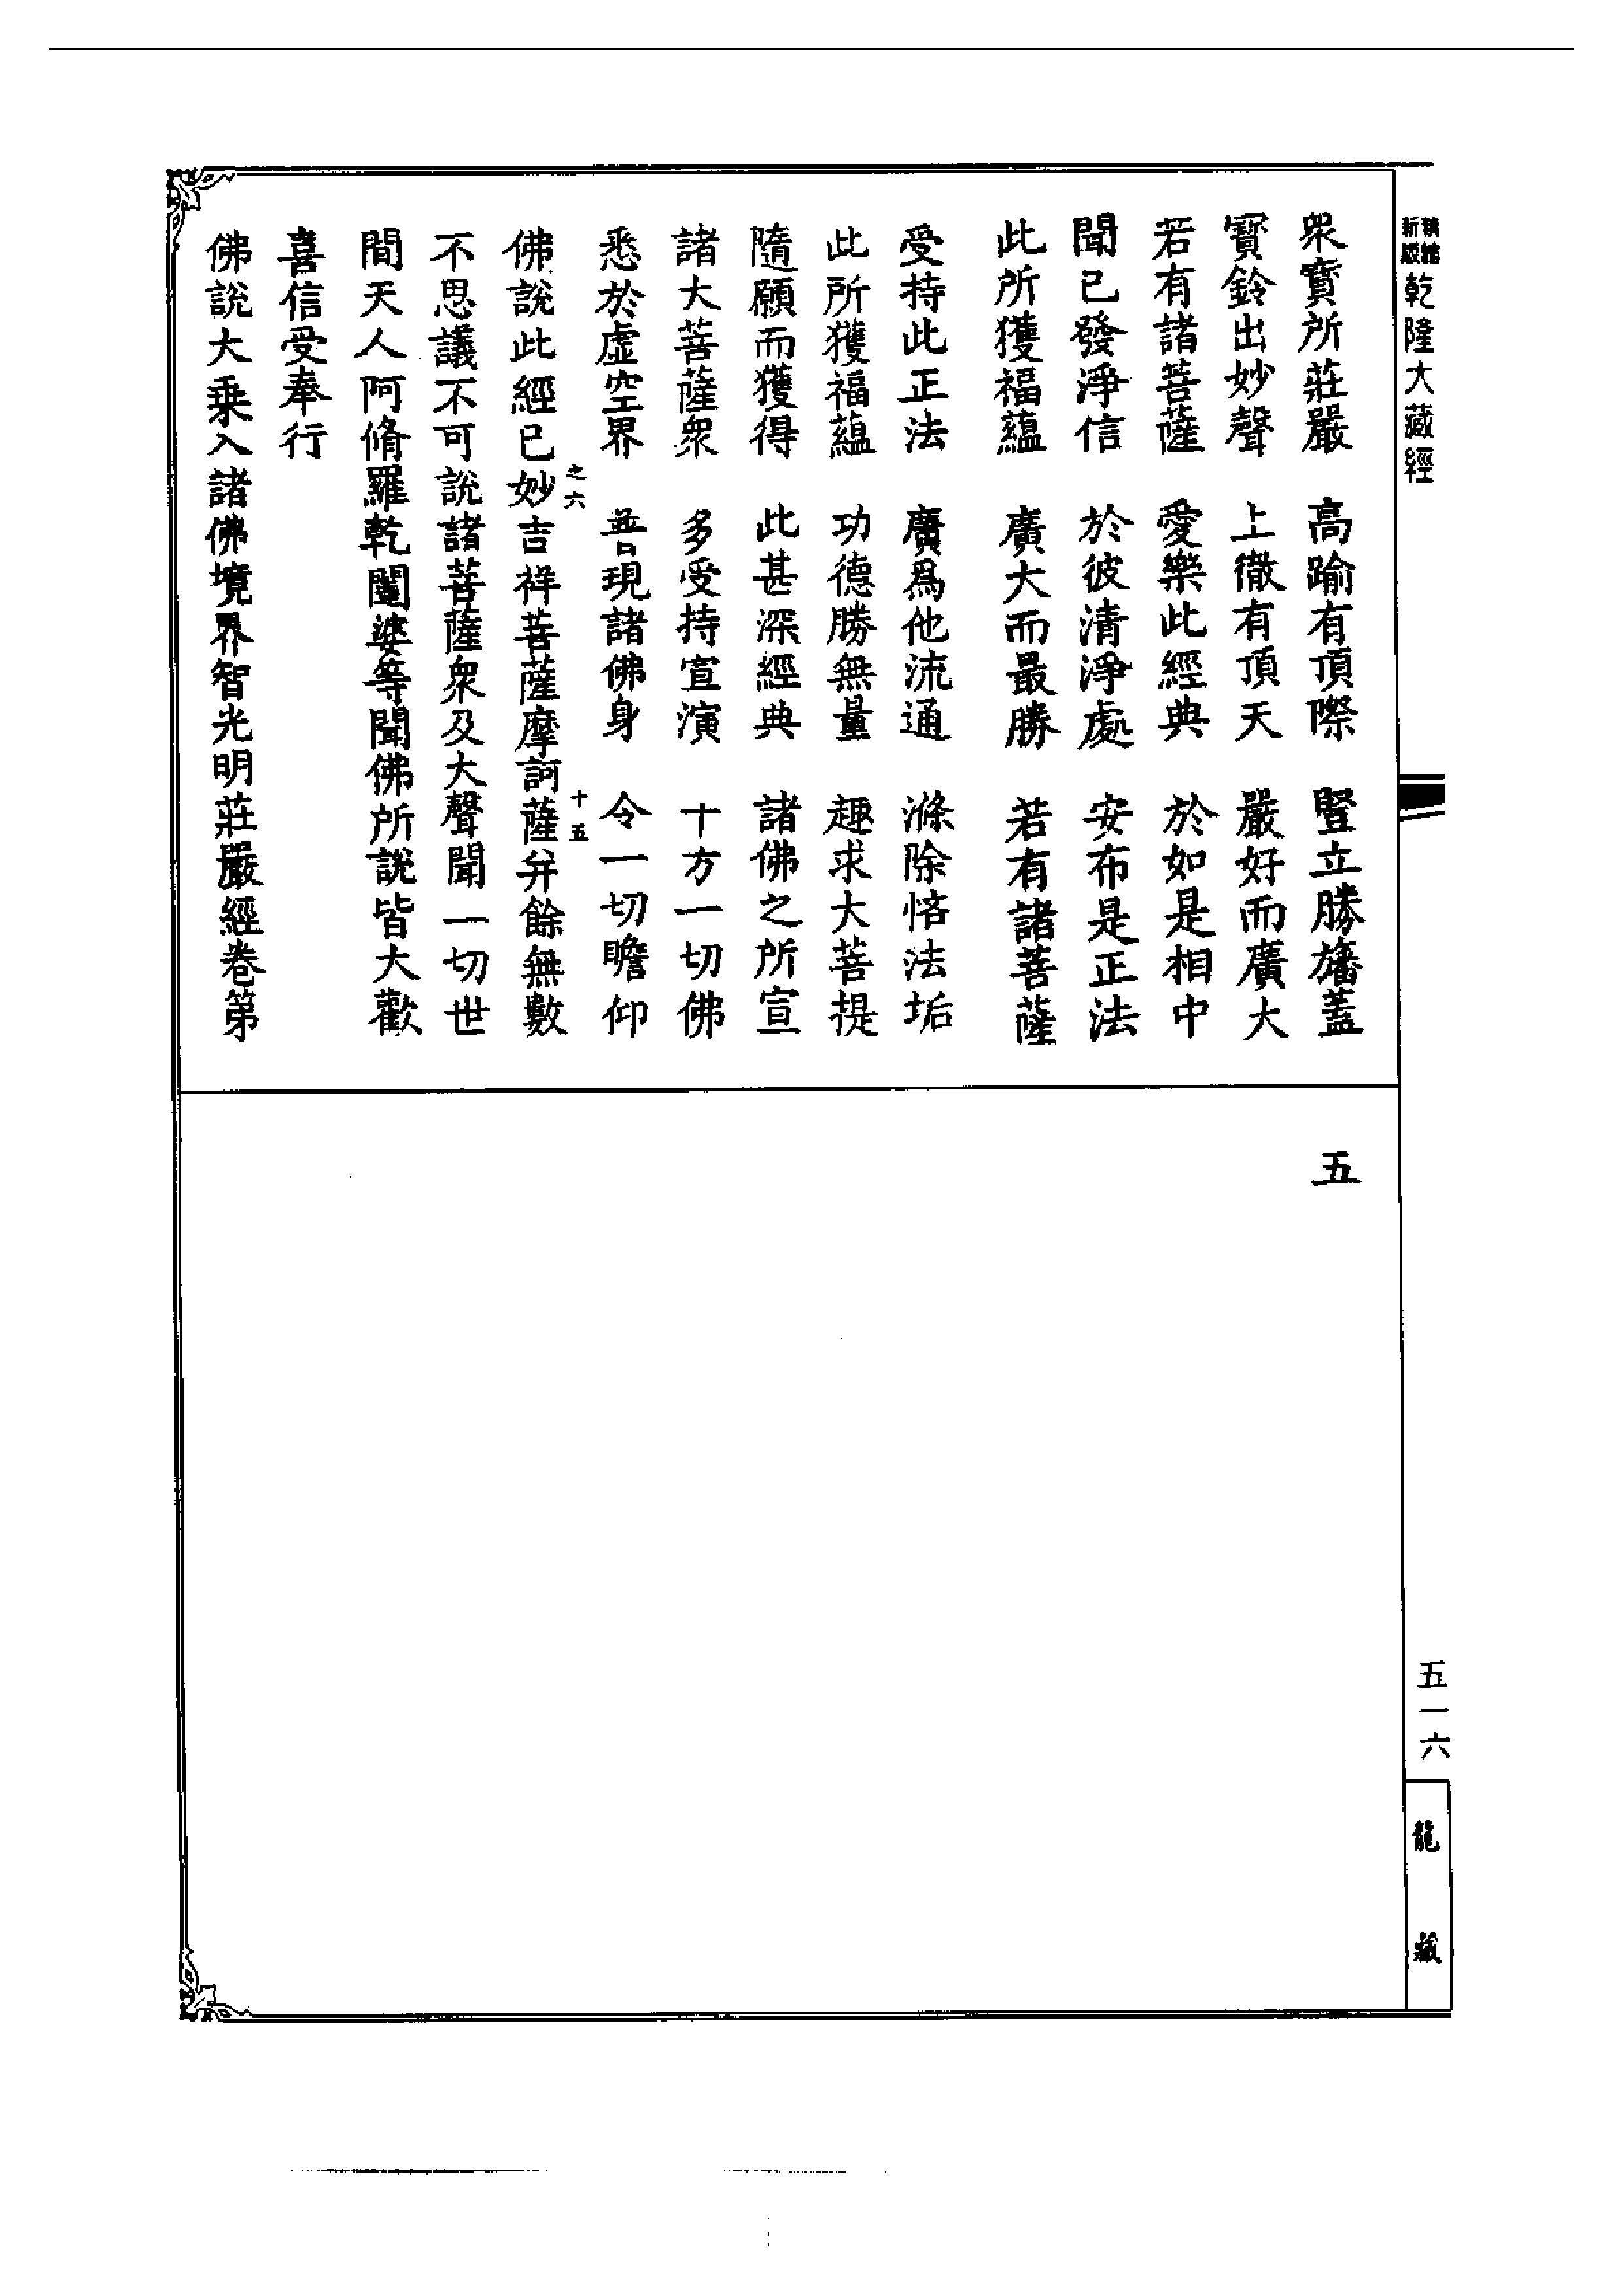 乾隆大藏經
眾寶所莊嚴　高踰有頂際　豎立勝旛蓋
寳鈴出妙聲　上徹有頂天　嚴好而廣大
若有諸菩薩　愛樂此經典　於如是相中
聞已發淨信　於彼清淨處　安布是正法
此所獲福蘊　廣大而最勝　若有諸菩薩
受持此正法　廣爲他流通　滌除悋法垢
此所獲福蘊　功德勝無量　趣求大菩提
隨願而獲得　此甚深經典　諸佛之所宣
諸大菩薩衆　多受持宣演　十方一切佛
悉於虛空界　普現諸佛身　令一切瞻仰
之六
十五
佛說此經已妙吉祥菩薩摩訶薩并餘無數
不思議不可說諸菩薩眾及大聲聞一切世
間天人阿脩羅乾闥婆等聞佛所說皆大歡
喜信受奉行
佛說大乘入諸佛境界智光明莊嚴經卷第
五
五一六
龍藏